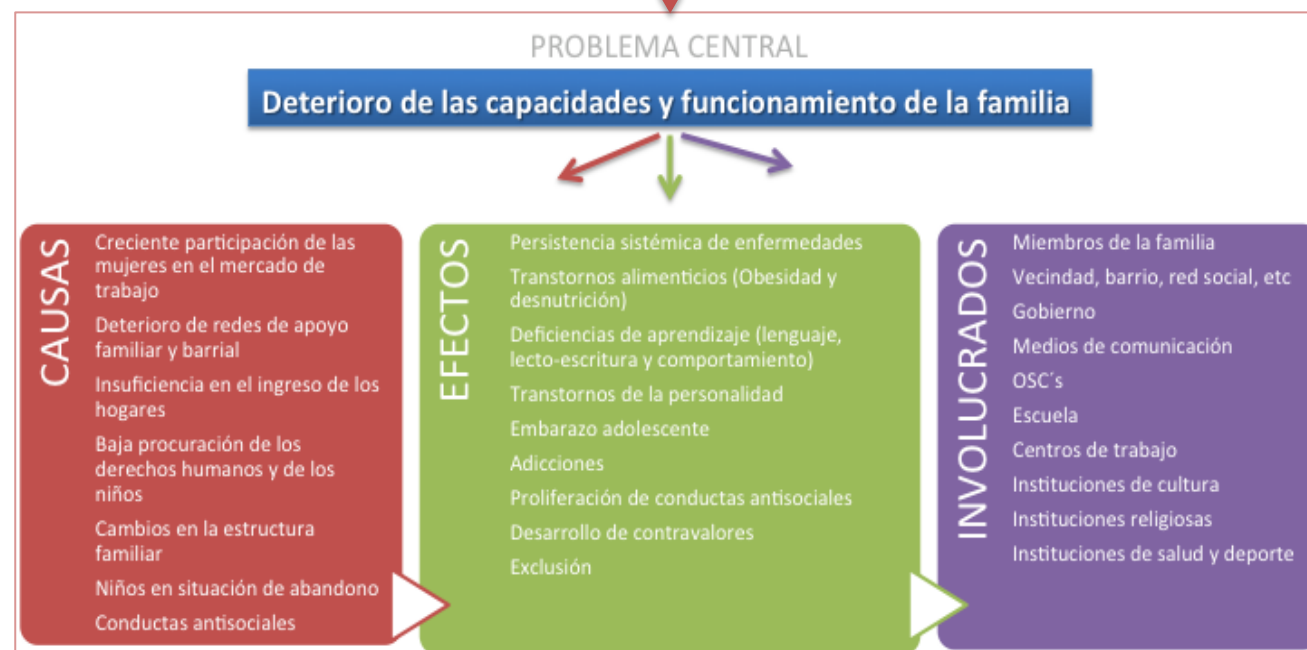 PROBLEMA CENTRAL
Deterioro de las capacidades y funcionamiento de la familia
CAUSAS
Creciente participación de las
mujeres en el mercado de
trabajo
Deterioro de redes de apoyo
familiar y barrial
Insuficiencia en el ingreso de los
hogares
Baja procuración de los
derechos humanos y de los
niños
Cambios en la estructura
familiar
Niños en situación de abandono
Conductas antisociales
EFECTOS
Persistencia sistémica de enfermedades
Transtornos alimenticios (Obesidad y
desnutrición)
Deficiencias de aprendizaje (lenguaje,
lecto-escritura y comportamiento)
Transtornos de la personalidad
Embarazo adolescente
Adicciones
Proliferación de conductas antisociales
Desarrollo de contravalores
Exclusión
INVOLUCRADOS
Miembros de la familia
Vecindad, barrio, red social, etc
Gobierno
Medios de comunicación
OSC´s
Escuela
Centros de trabajo
Instituciones de cultura
Instituciones religiosas
Instituciones de salud y deporte